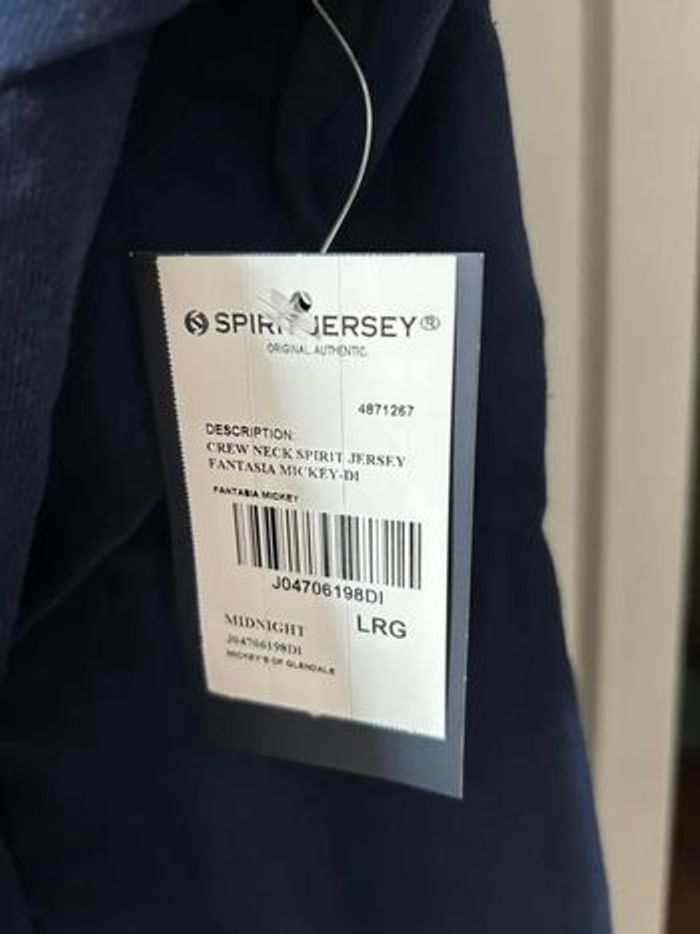 SPIRIT JERSEY®
ORIGINAL. AUTHENTIC.
4871267
DESCRIPTION:
CREW NECK SPIRIT JERSEY
FANTASIA MICKEY-DI
FANTASIA MICKEY
J04706198DI
MIDNIGHT
LRG
J04706198DI
MICKEY'S OF GLENDALE